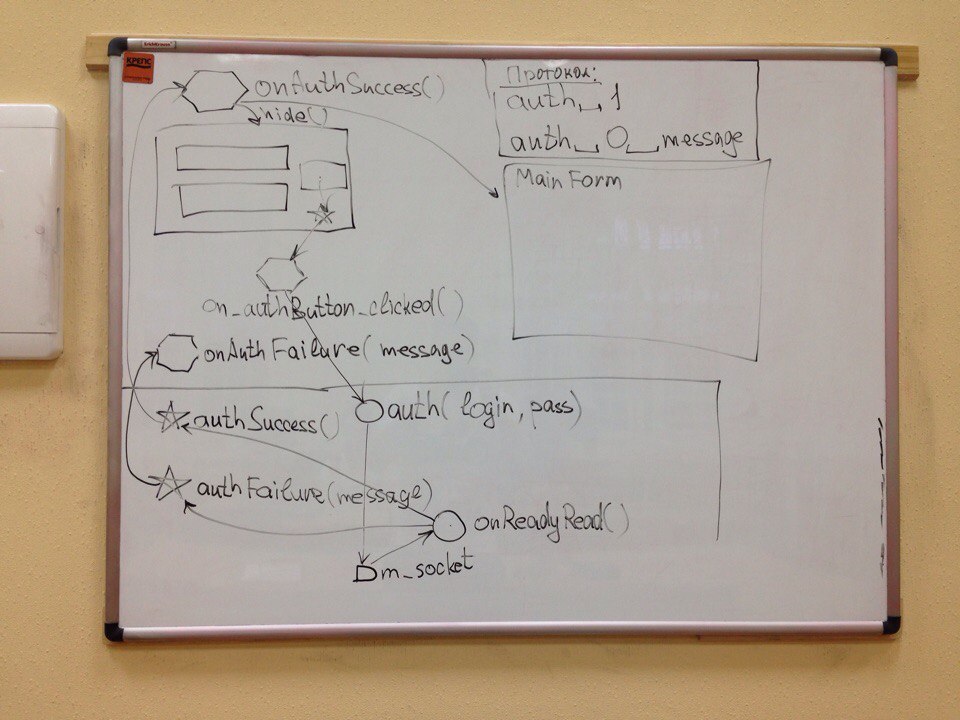 КРЕПС
onAuthSuccess()
hide()
Протокол:
auth␣1
auth␣0␣message
Main Form
on_authButton_clicked()
onAuthFailure(message)
auth(login, pass)
authSuccess()
authFailure(message)
onReadyRead()
m_socket